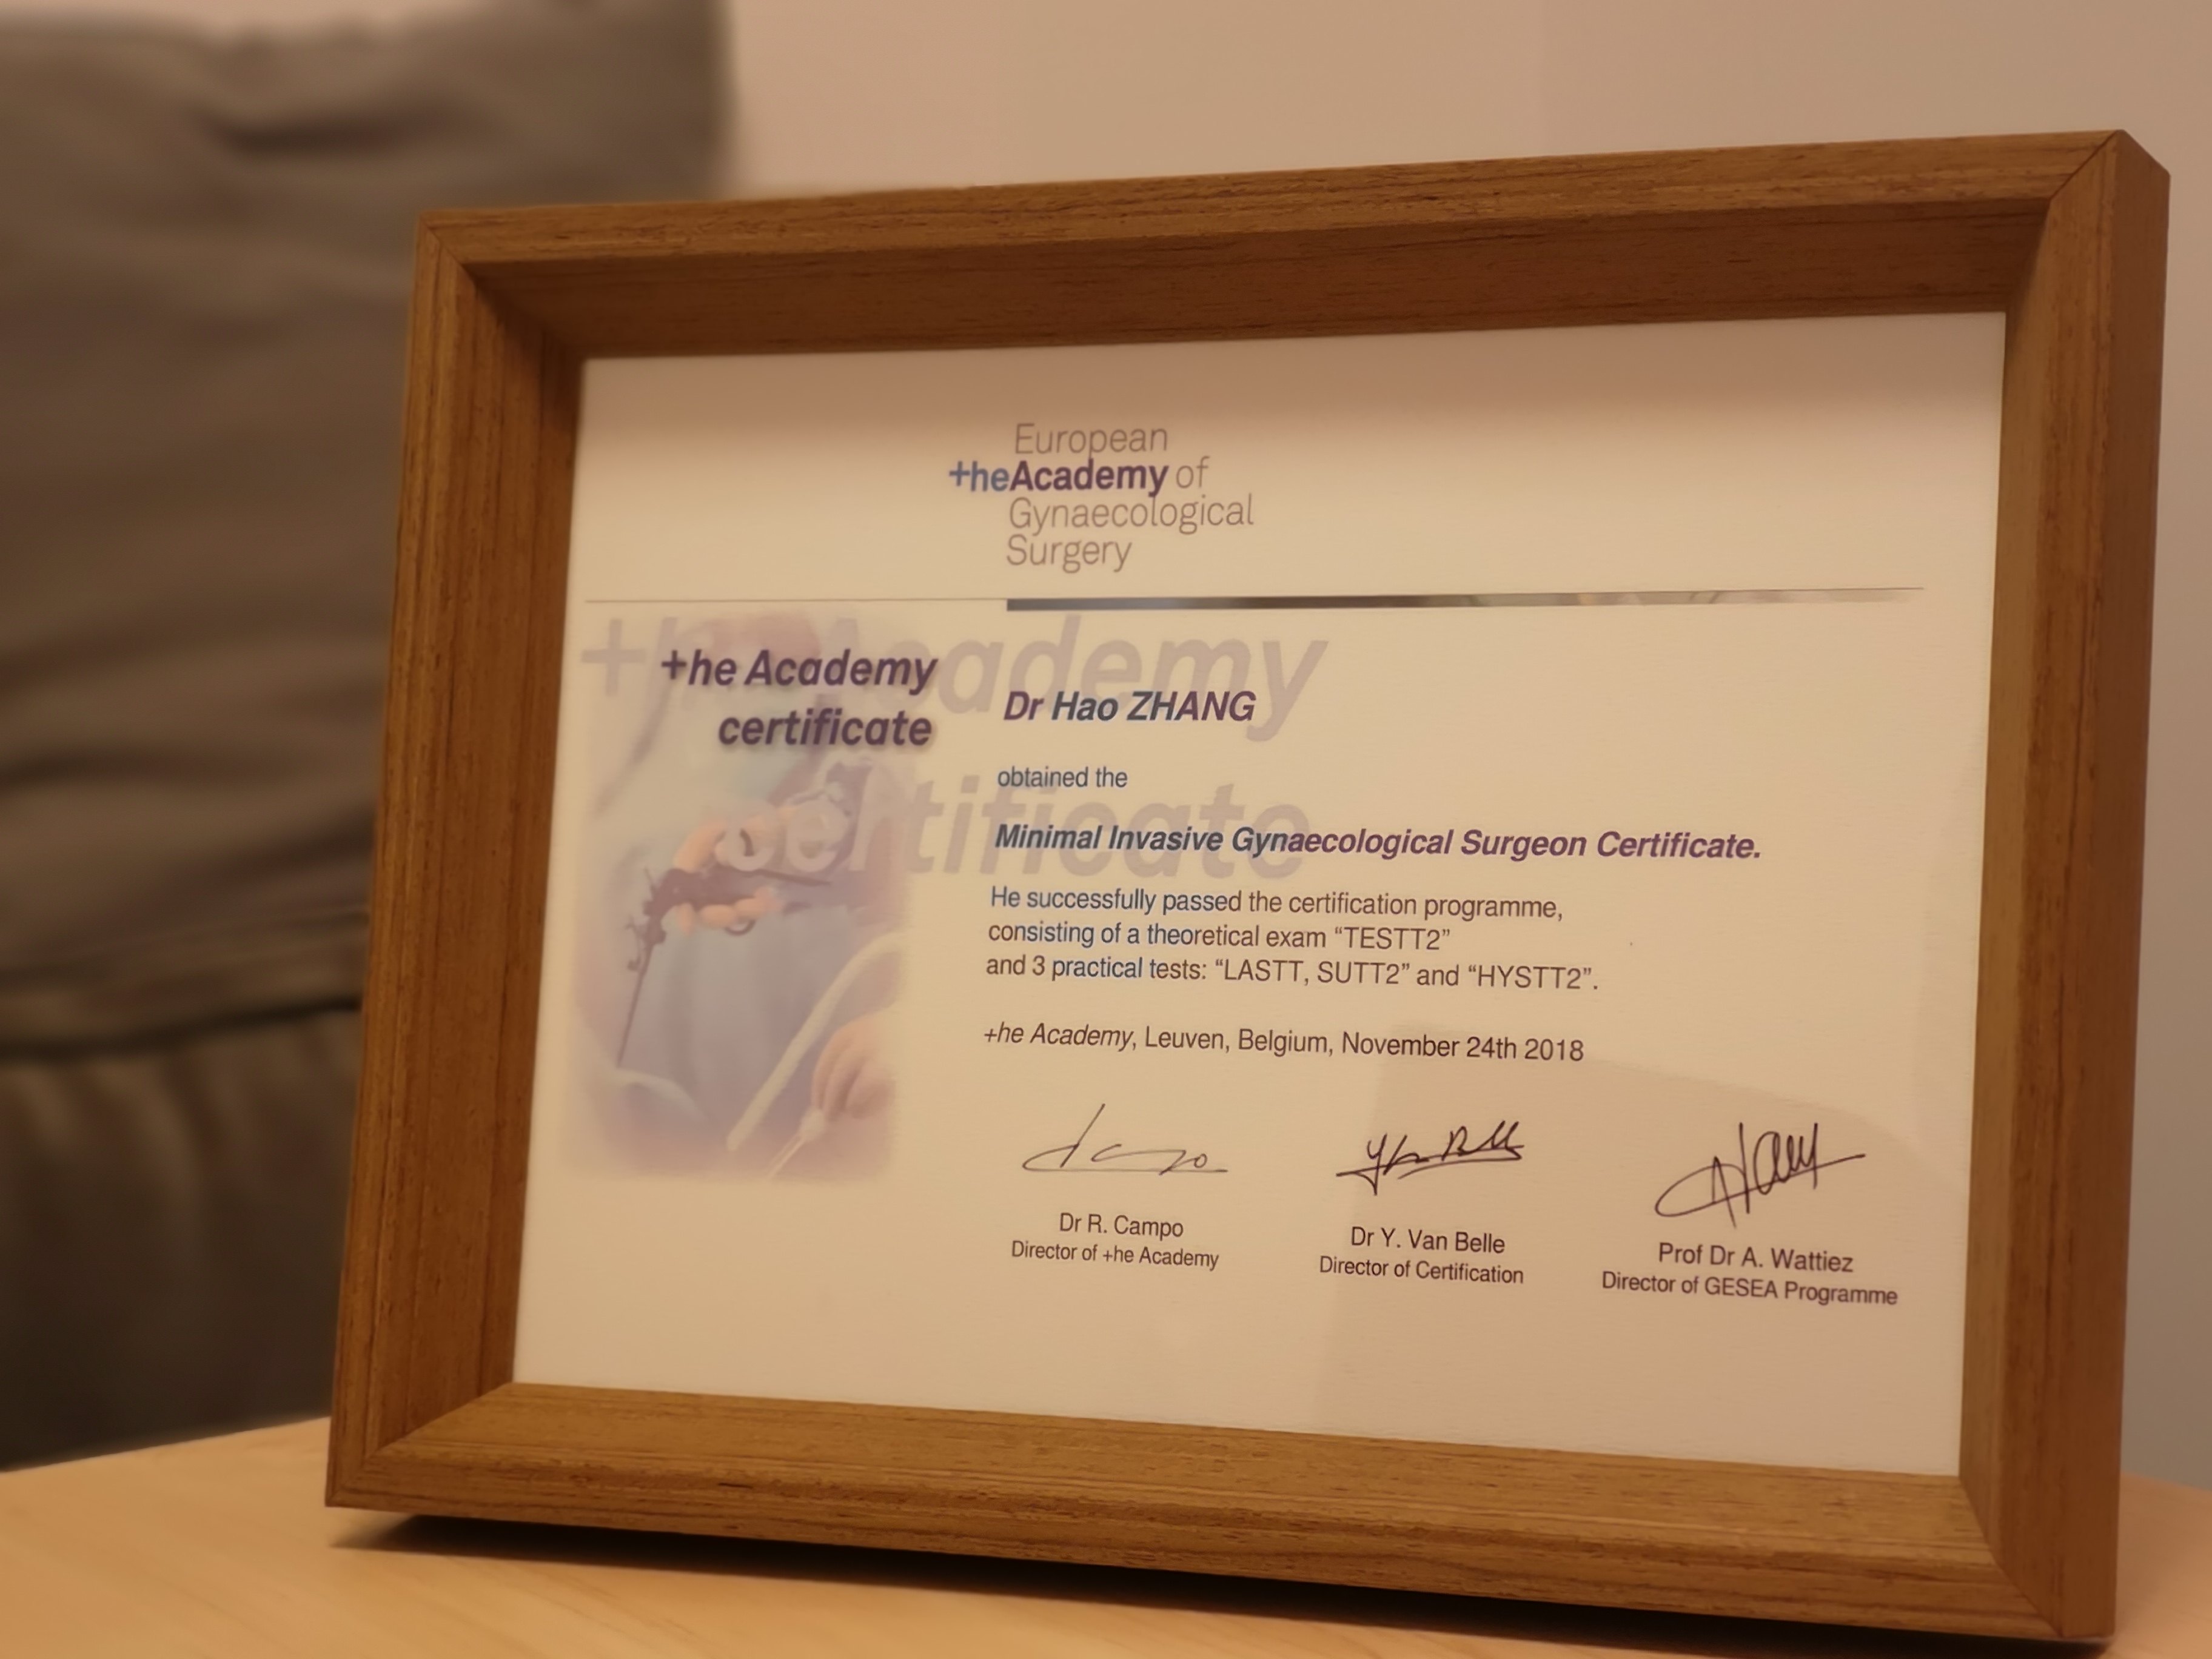 European
+heAcademy of
Gynaecological
Surgery
+he Academy
certificate
+he Academy
certificate
Dr Hao ZHANG
obtained the
Minimal Invasive Gynaecological Surgeon Certificate.
He successfully passed the certification programme,
consisting of a theoretical exam “TESTT2”
and 3 practical tests: “LASTT, SUTT2” and “HYSTT2”.
+he Academy, Leuven, Belgium, November 24th 2018
Dr R. Campo
Director of +he Academy
Dr Y. Van Belle
Director of Certification
Prof Dr A. Wattiez
Director of GESEA Programme